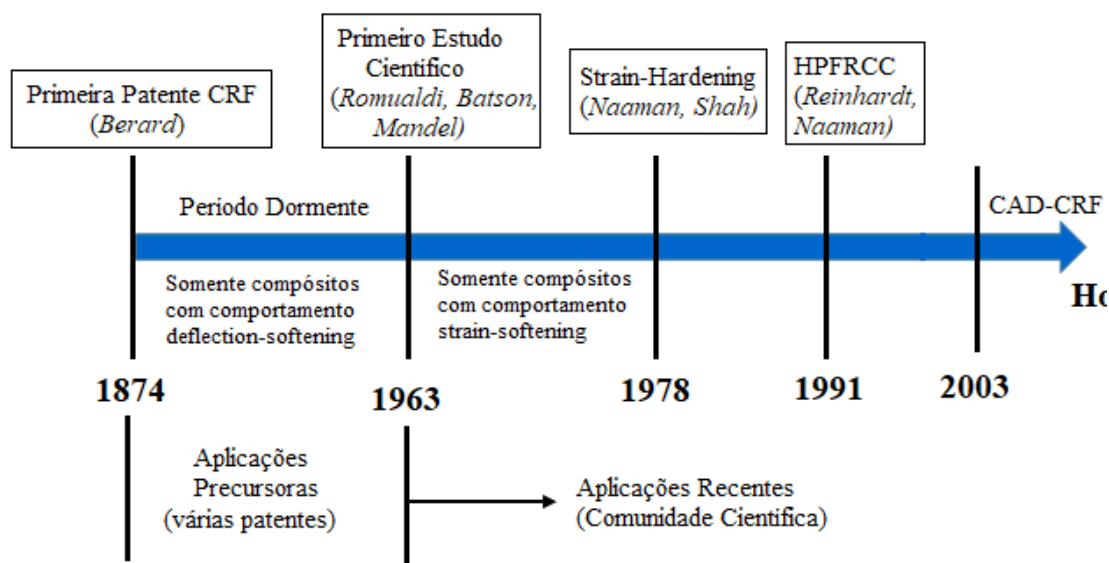 Primeira Patente CRF
(Berard)
Primeiro Estudo
Cientifico
(Romualdi, Batson,
Mandel)
Strain-Hardening
(Naaman, Shah)
HPFRCC
(Reinhardt,
Naaman)
Periodo Dormente
CAD-CRF
Somente compósitos
com comportamento
deflection-softening
Somente compósitos
com comportamento
strain-softening
1874
1963
1978
1991
2003
Aplicações
Precursoras
(várias patentes)
Aplicações Recentes
(Comunidade Científica)